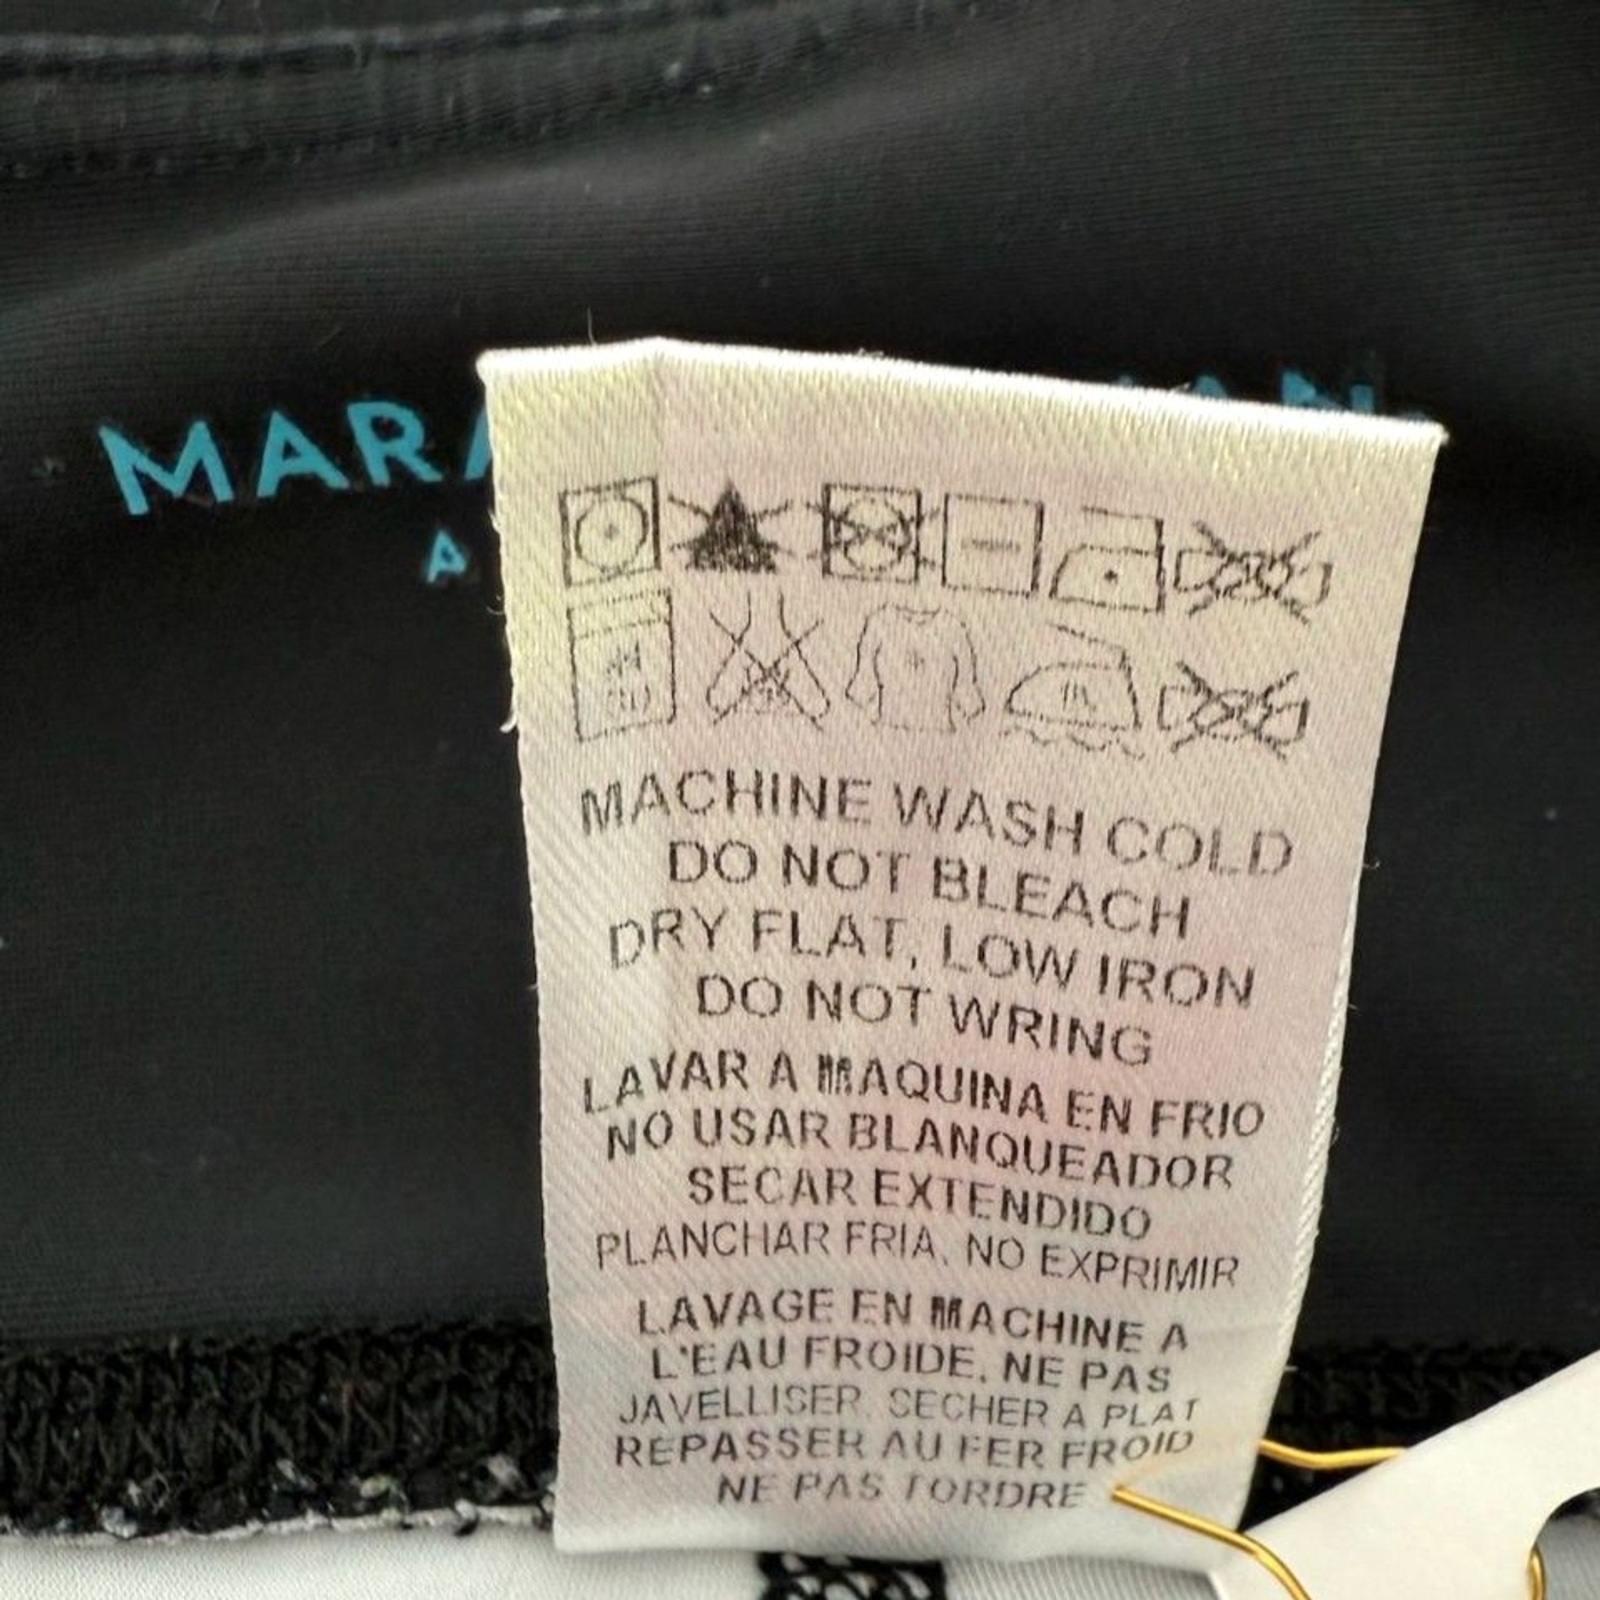 MAR
A
MACHINE WASH COLD
DO NOT BLEACH
DRY FLAT, LOW IRON
DO NOT WRING
LAVAR A MAQUINA EN FRIO
NO USAR BLANQUEADOR
SECAR EXTENDIDO
PLANCHAR FRIA, NO EXPRIMIR
LAVAGE EN MACHINE A
L'EAU FROIDE, NE PAS
JAVELLISER, SECHER A PLAT
REPASSER AU FER FROID
NE PAS TORDRE